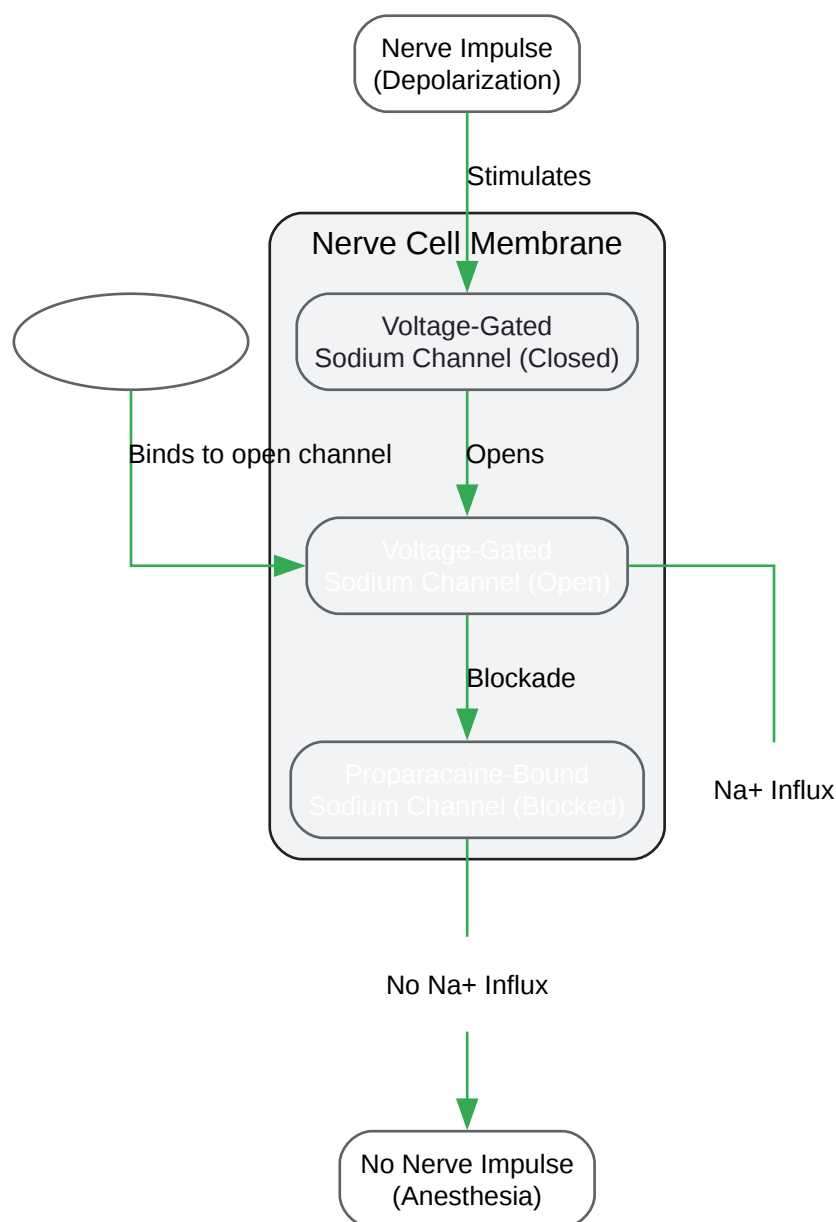 Nerve Impulse
(Depolarization)
Stimulates
Nerve Cell Membrane
Voltage-Gated
Sodium Channel (Closed)
Binds to open channel
Opens
Voltage-Gated
Sodium Channel (Open)
Blockade
Proparacaine-Bound
Sodium Channel (Blocked)
Na+ Influx
No Na+ Influx
No Nerve Impulse
(Anesthesia)